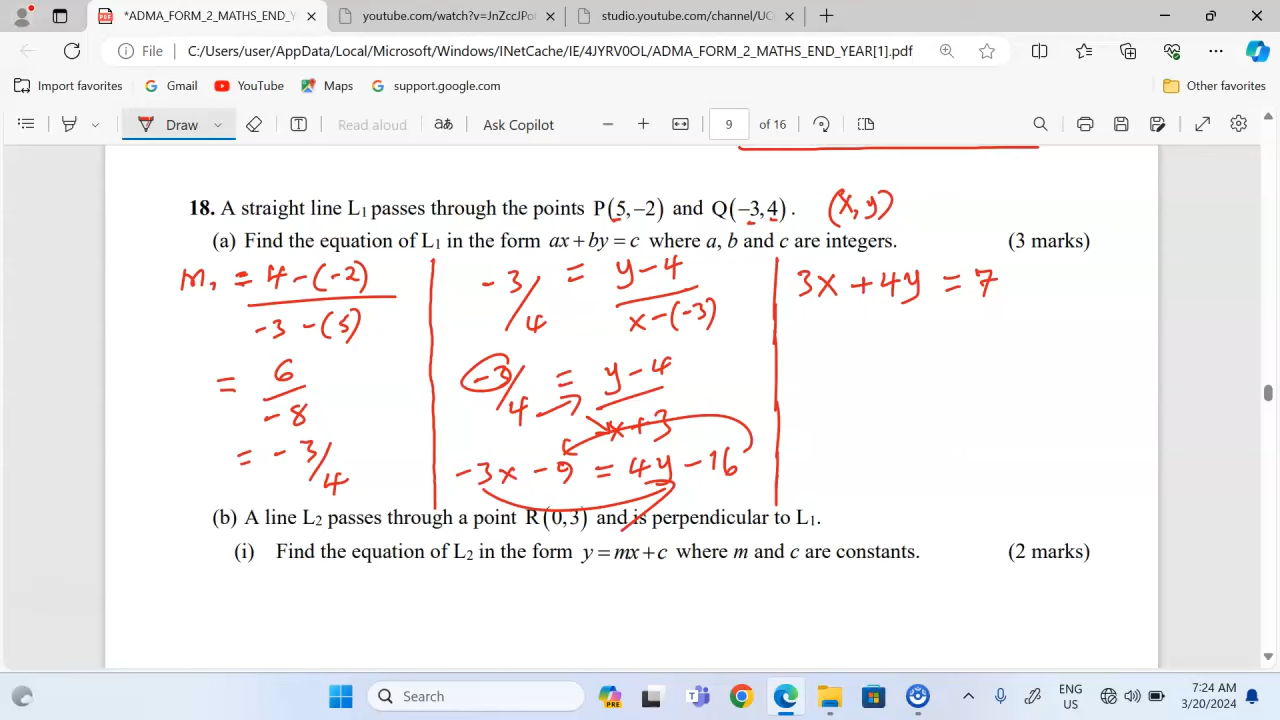 *ADMA_FORM_2_MATHS_END_Y
youtube.com/watch?v=JnZccJPo
studio.youtube.com/channel/UC
File C:/Users/user/AppData/Local/Microsoft/Windows/INetCache/IE/4JYRV0OL/ADMA_FORM_2_MATHS_END_YEAR[1].pdf
Import favorites Gmail YouTube Maps support.google.com Other favorites
Draw Read aloud Ask Copilot 9 of 16
18. A straight line L₁ passes through the points P(5,−2) and Q(−3,4). (x,y)
(a) Find the equation of L₁ in the form ax+by=c where a, b and c are integers. (3 marks)
m₁ = 4-(-2)
-3 -(5)
= 6
-8
= -3/4
-3/4 = y-4
x-(-3)
-3/4 = y-4
x+3
-3x -9 = 4y -16
3x + 4y = 7
(b) A line L₂ passes through a point R(0,3) and is perpendicular to L₁.
(i) Find the equation of L₂ in the form y=mx+c where m and c are constants. (2 marks)
Search
PRE
ENG
US
7:24 AM
3/20/2024